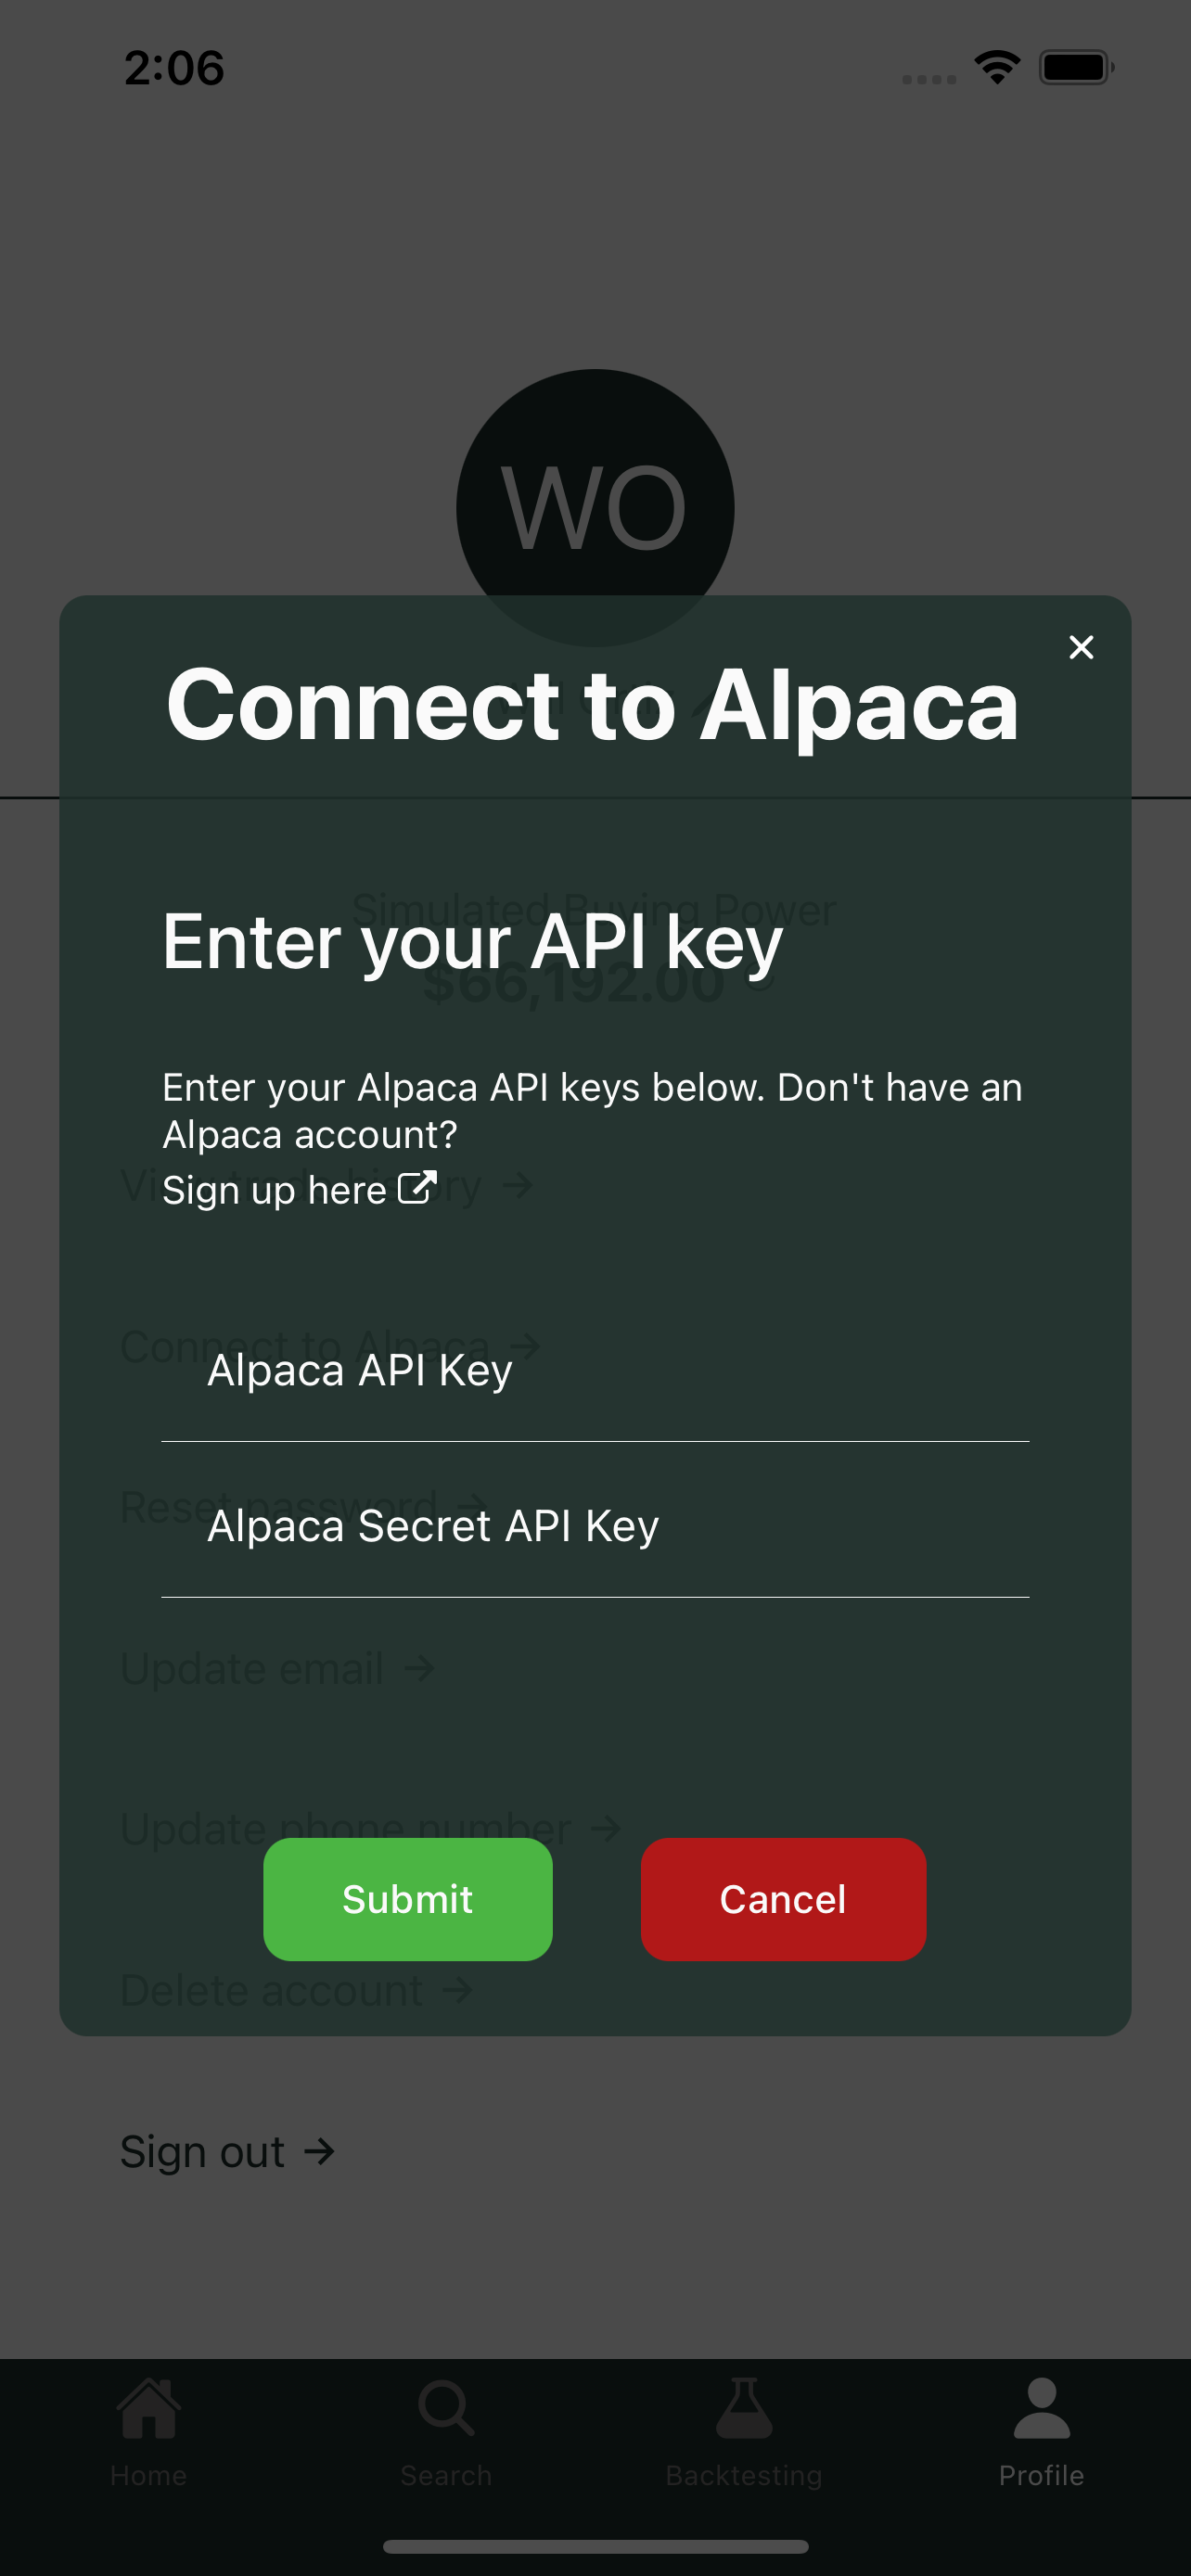 2:06
WO
Connect to Alpaca
Simulated Buying Power
Enter your API key
$66,192.00
Enter your Alpaca API keys below. Don't have an
Alpaca account?
View trade history
Sign up here
Connect to Alpaca
Alpaca API Key
Reset password
Alpaca Secret API Key
Update email
Update phone number
Submit
Cancel
Delete account
Sign out
Home
Search
Backtesting
Profile